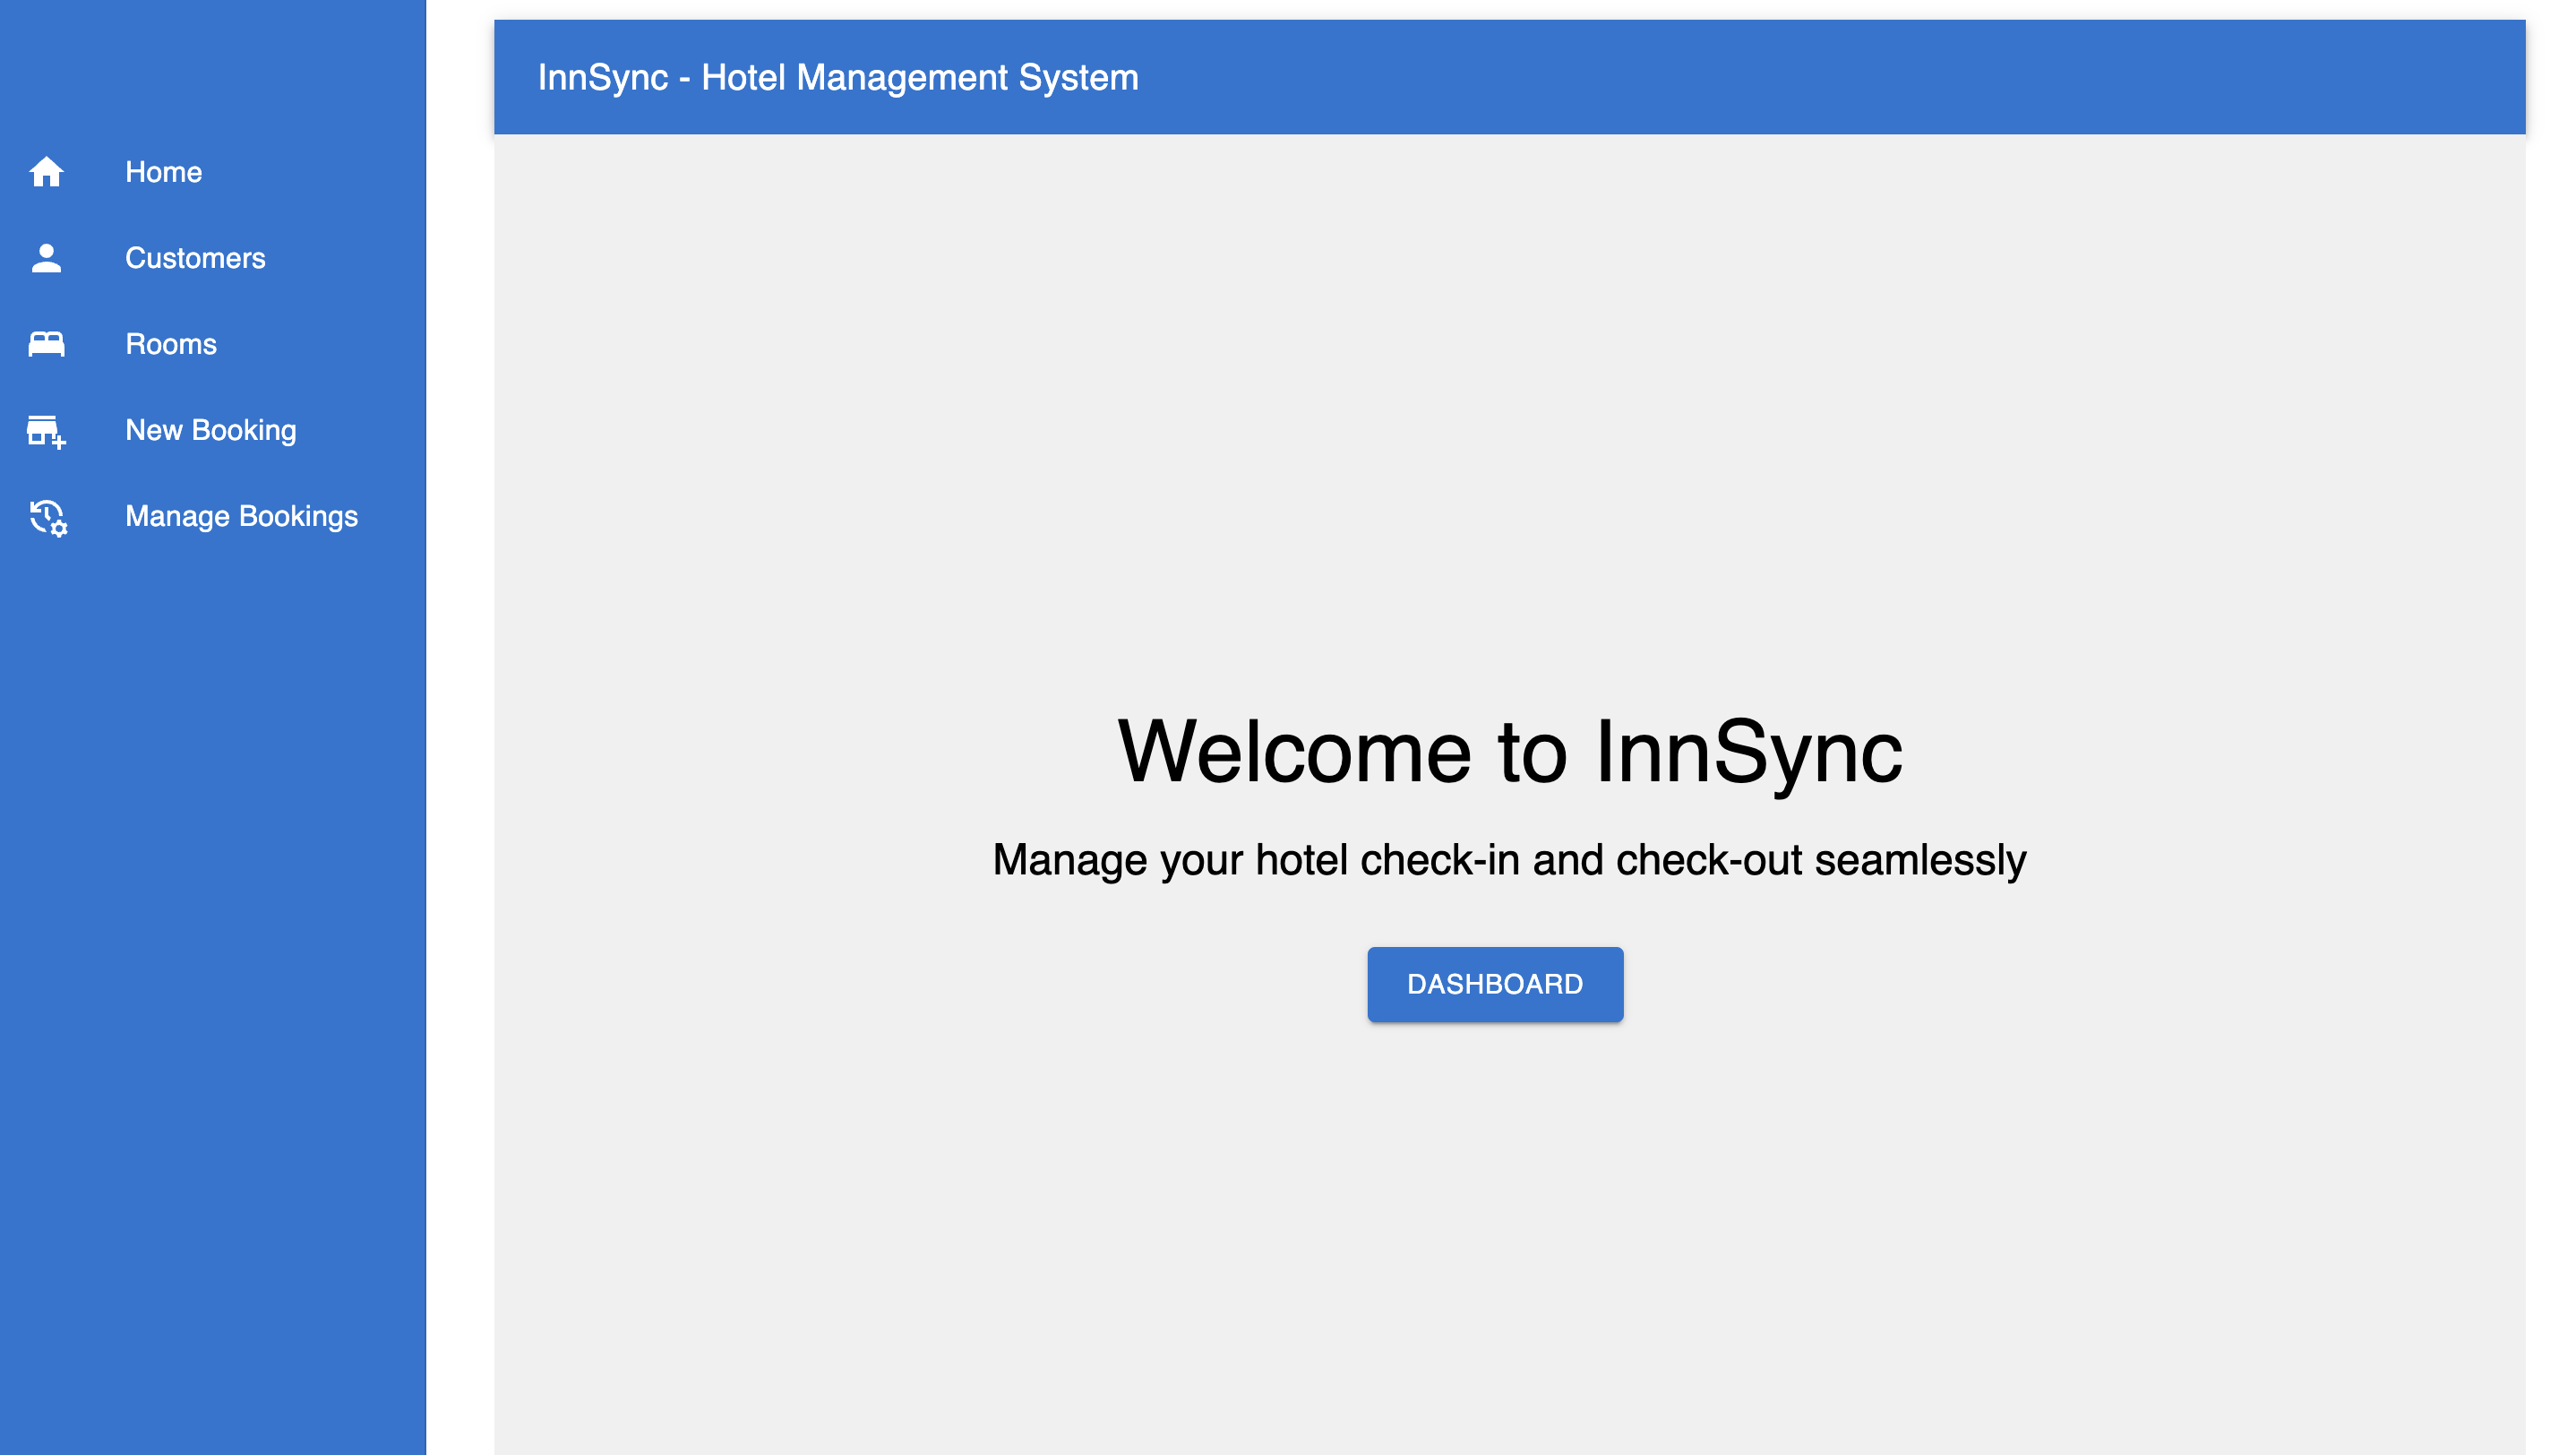 InnSync - Hotel Management System
Home
Customers
Rooms
New Booking
Manage Bookings
Welcome to InnSync
Manage your hotel check-in and check-out seamlessly
DASHBOARD